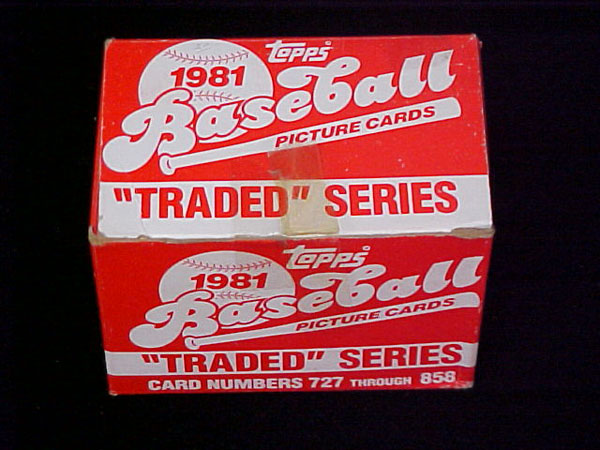 topps®
1981
Baseball
PICTURE CARDS
"TRADED" SERIES
topps®
1981
Baseball
PICTURE CARDS
"TRADED" SERIES
CARD NUMBERS 727 THROUGH 858